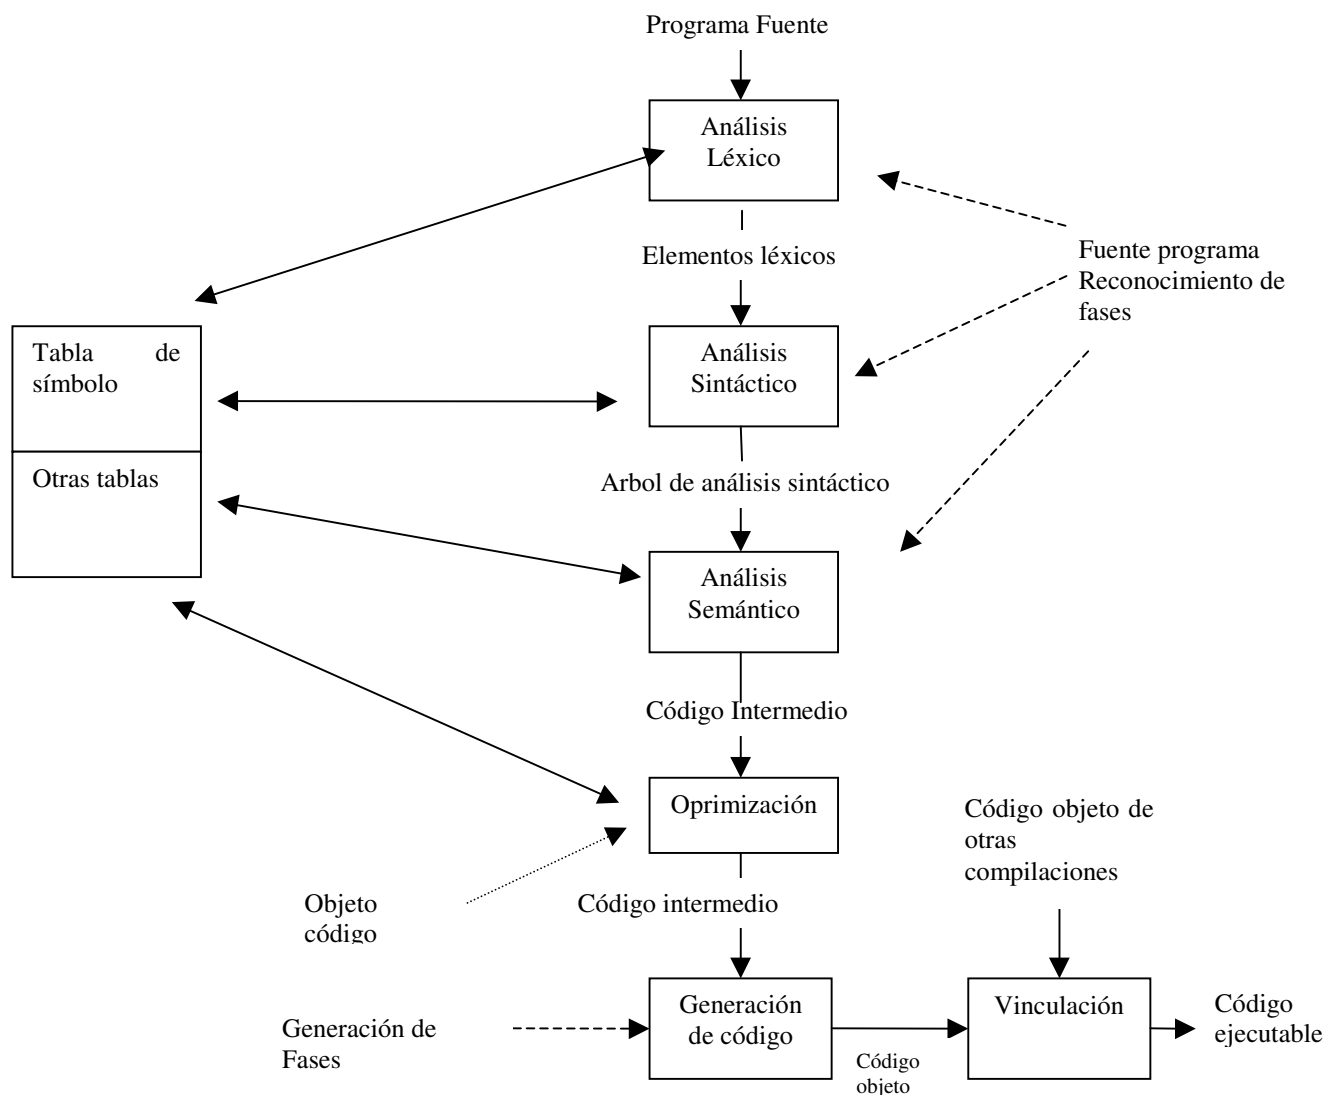 Programa Fuente
Análisis
Léxico
Elementos léxicos
Fuente programa
Reconocimiento de
fases
Tabla de
símbolo
Análisis
Sintáctico
Otras tablas
Arbol de análisis sintáctico
Análisis
Semántico
Código Intermedio
Oprimización
Código objeto de
otras
compilaciones
Objeto
código
Código intermedio
Generación de
Fases
Generación
de código
Código
objeto
Vinculación
Código
ejecutable